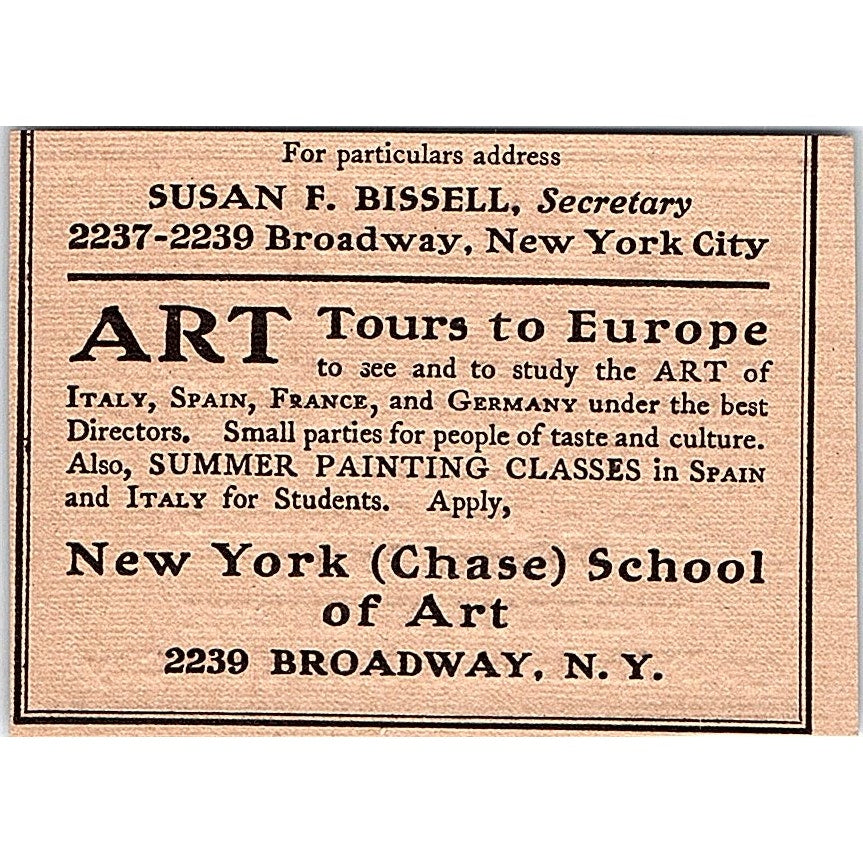 For particulars address
SUSAN F. BISSELL, Secretary
2237-2239 Broadway, New York City
ART Tours to Europe
to see and to study the ART of
ITALY, SPAIN, FRANCE, and GERMANY under the best
Directors. Small parties for people of taste and culture.
Also, SUMMER PAINTING CLASSES in SPAIN
and ITALY for Students. Apply,
New York (Chase) School
of Art
2239 BROADWAY, N. Y.